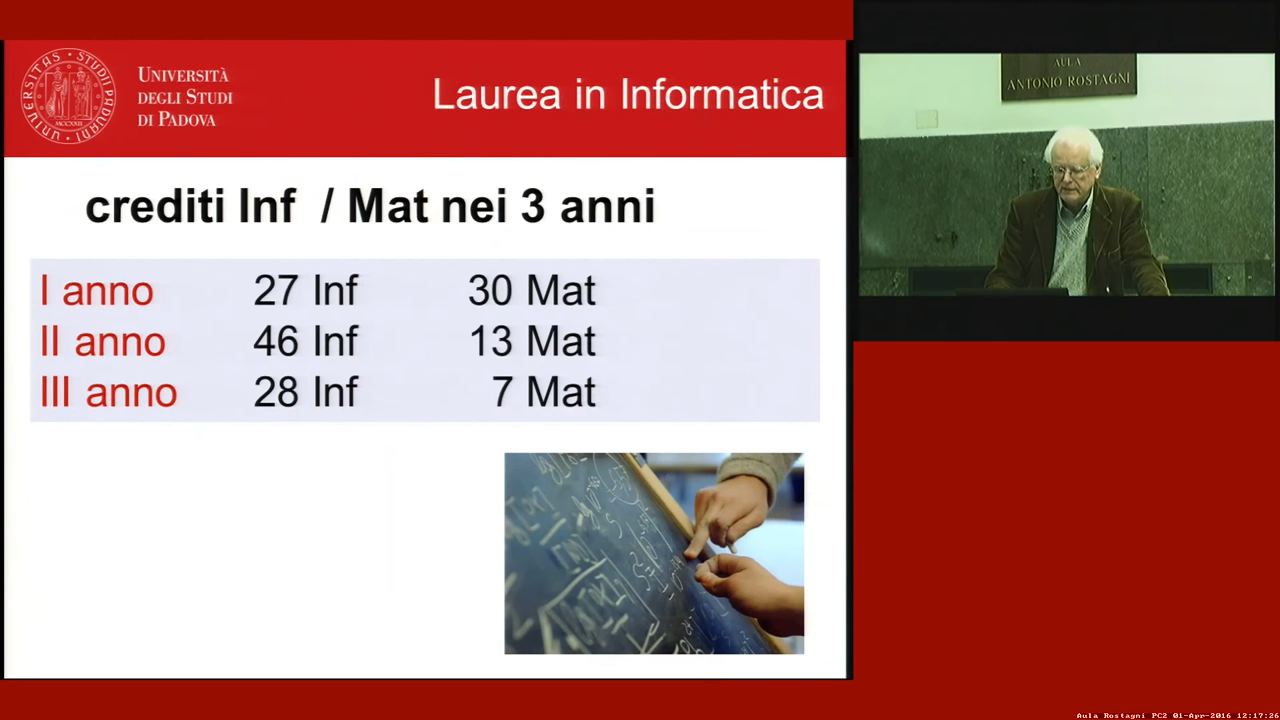 UNIVERSITÀ
DEGLI STUDI
DI PADOVA
Laurea in Informatica
crediti Inf / Mat nei 3 anni
I anno 27 Inf 30 Mat
II anno 46 Inf 13 Mat
III anno 28 Inf 7 Mat
AULA
ANTONIO ROSTAGNI
Aula Rostagni PC2 01-Apr-2016 12:17:26